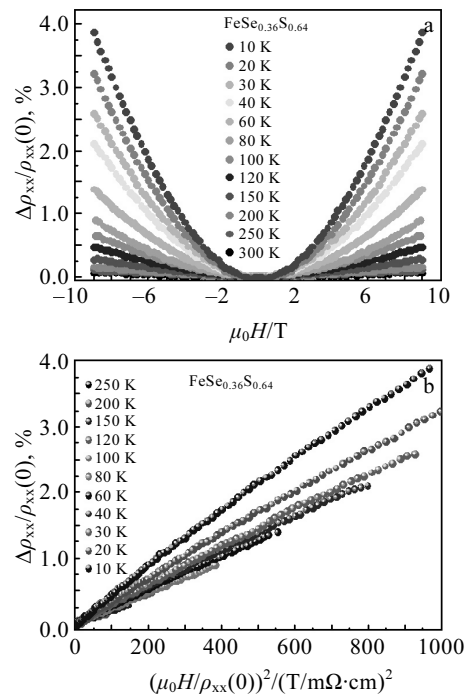 FeSe0.36S0.64
a
10 K
20 K
30 K
40 K
60 K
80 K
100 K
120 K
150 K
200 K
250 K
300 K
4.0
3.0
2.0
1.0
0.0
Δρxx/ρxx(0), %
−10 −6 −2 2 6 10
μ0H/T
FeSe0.36S0.64
b
250 K
200 K
150 K
120 K
100 K
80 K
60 K
40 K
30 K
20 K
10 K
4.0
3.0
2.0
1.0
0.0
Δρxx/ρxx(0), %
0 200 400 600 800 1000
(μ0H/ρxx(0))²/(T/mΩ·cm)²